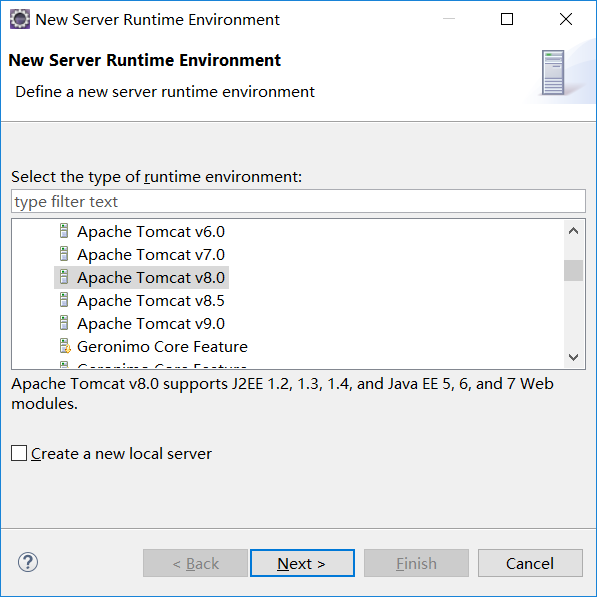 New Server Runtime Environment
New Server Runtime Environment
Define a new server runtime environment
Select the type of runtime environment:
type filter text
Apache Tomcat v6.0
Apache Tomcat v7.0
Apache Tomcat v8.0
Apache Tomcat v8.5
Apache Tomcat v9.0
Geronimo Core Feature
Geronimo Core Feature
Apache Tomcat v8.0 supports J2EE 1.2, 1.3, 1.4, and Java EE 5, 6, and 7 Web
modules.
Create a new local server
? < Back Next > Finish Cancel